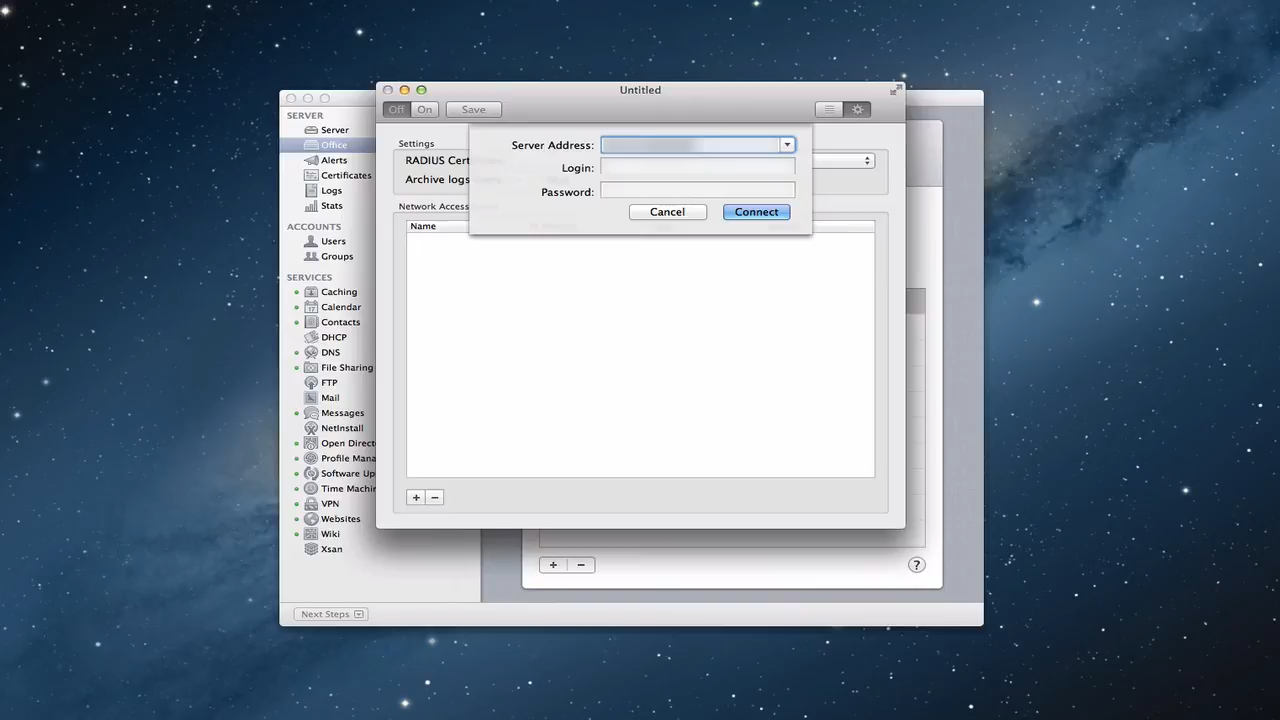 Untitled
Off On Save
Server Address:
Login:
Password:
Cancel Connect
Settings
RADIUS Cert
Archive logs
Network Access
Name
+ −
SERVER
Server
Office
Alerts
Certificates
Logs
Stats
ACCOUNTS
Users
Groups
SERVICES
Caching
17 Calendar
Contacts
DHCP
DNS
File Sharing
FTP
Mail
Messages
NetInstall
Open Direct
Profile Mana
Software Up
Time Machin
VPN
Websites
Wiki
Xsan
+ − ?
Next Steps